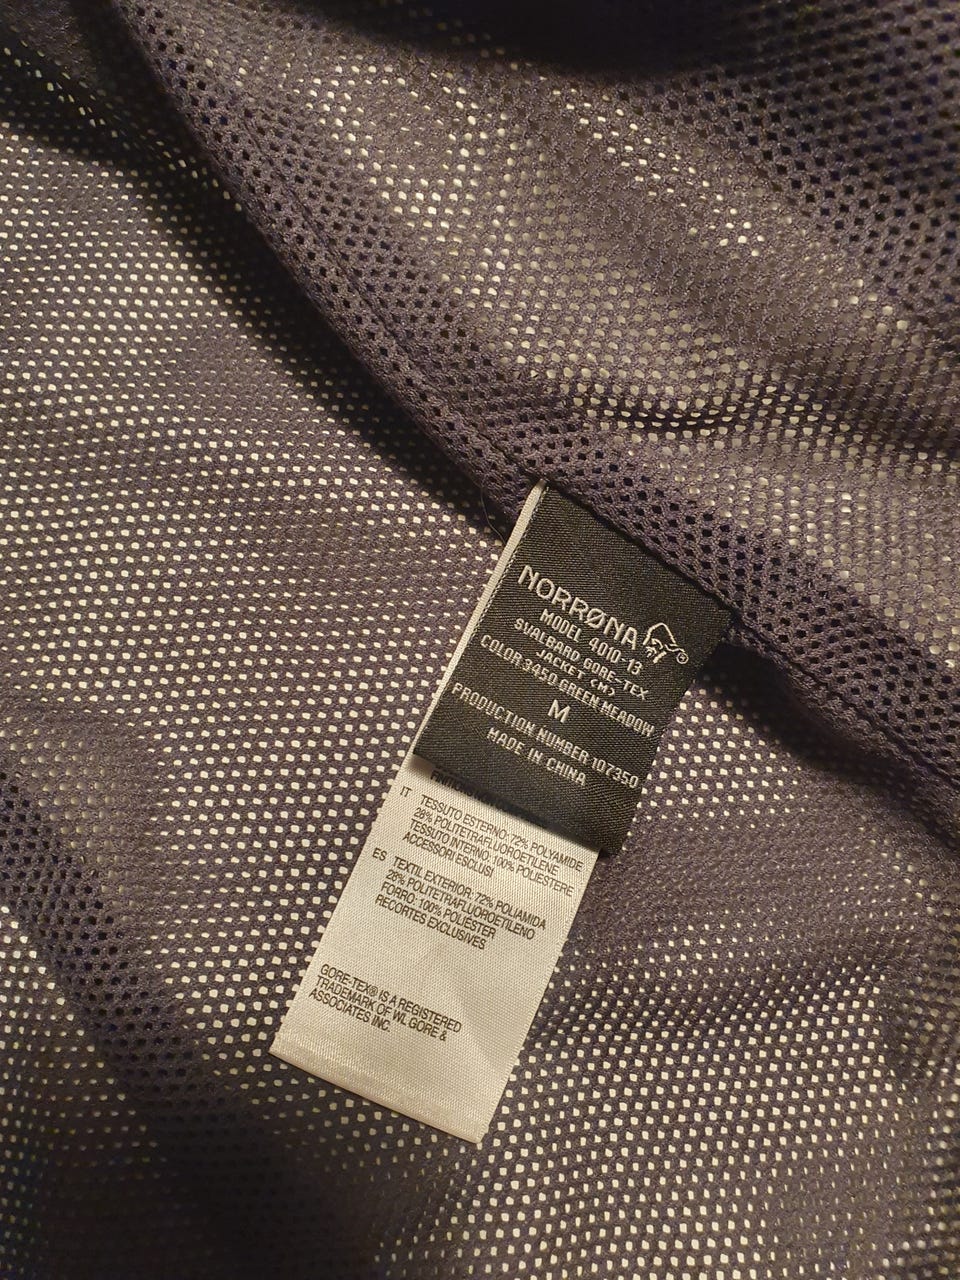 NORRØNA®
MODEL 4010-13
SVALBARD GORE-TEX
JACKET (M)
COLOR 3450 GREEN MEADOW
M
PRODUCTION NUMBER 107350
MADE IN CHINA
IT TESSUTO ESTERNO: 72% POLYAMIDE
28% POLITETRAFLUOROETILENE
TESSUTO INTERNO: 100% POLIESTERE
ACCESSORI ESCLUSI
ES TEXTIL EXTERIOR: 72% POLIAMIDA
28% POLITETRAFLUOROETILENO
FORRO: 100% POLIÉSTER
RECORTES EXCLUSIVES
GORE-TEX® IS A REGISTERED
TRADEMARK OF WL GORE &
ASSOCIATES INC.